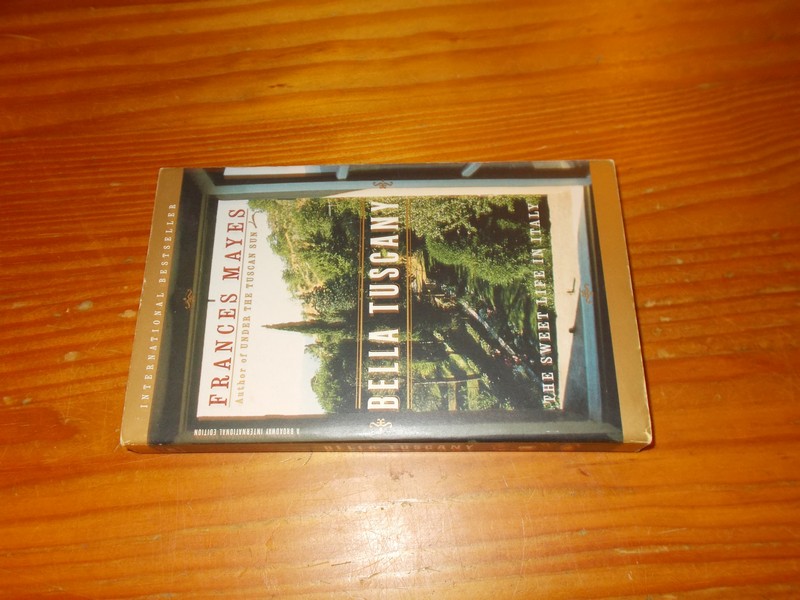 INTERNATIONAL BESTSELLER
FRANCES MAYES
Author of UNDER THE TUSCAN SUN
BELLA TUSCANY
THE SWEET LIFE IN ITALY
A BROADWAY INTERNATIONAL EDITION
BELLA TUSCANY